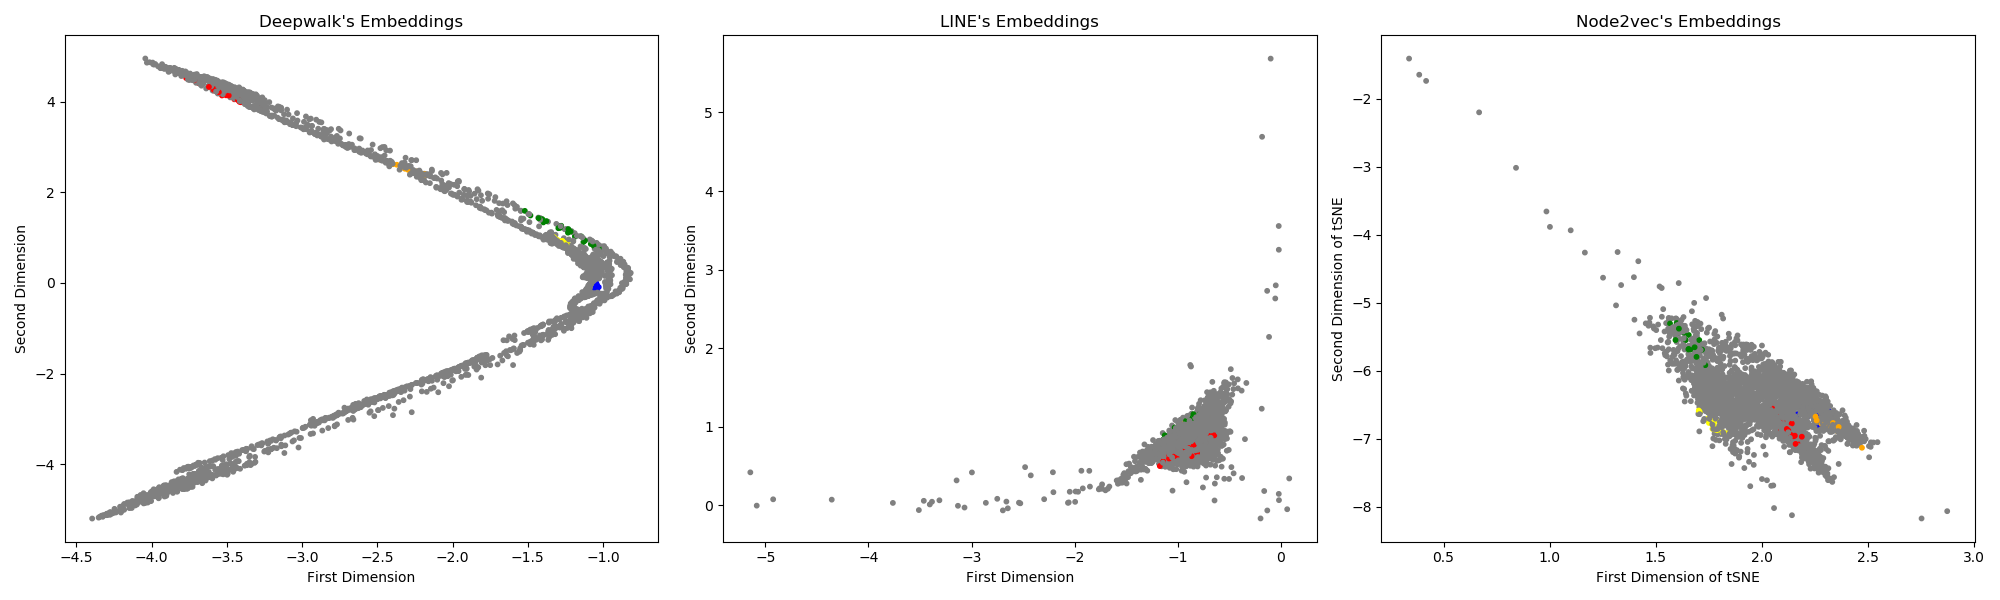 Deepwalk's Embeddings
Second Dimension
4
2
0
−2
−4
−4.5 −4.0 −3.5 −3.0 −2.5 −2.0 −1.5 −1.0
First Dimension
LINE's Embeddings
Second Dimension
5
4
3
2
1
0
−5 −4 −3 −2 −1 0
First Dimension
Node2vec's Embeddings
Second Dimension of tSNE
−2
−3
−4
−5
−6
−7
−8
0.5 1.0 1.5 2.0 2.5 3.0
First Dimension of tSNE